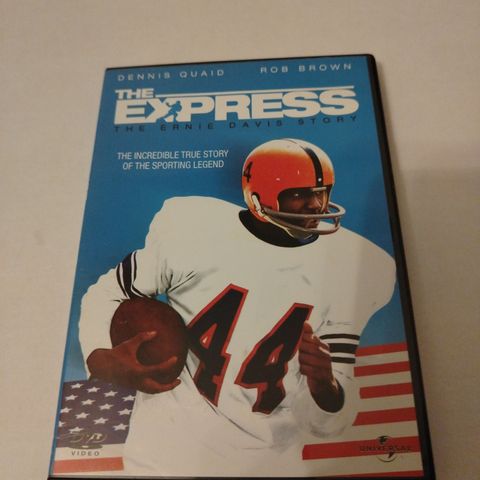 DENNIS QUAID ROB BROWN
THE
EXPRESS
THE ERNIE DAVIS STORY
THE INCREDIBLE TRUE STORY
OF THE SPORTING LEGEND
4
44
DVD
VIDEO
UNIVERSAL